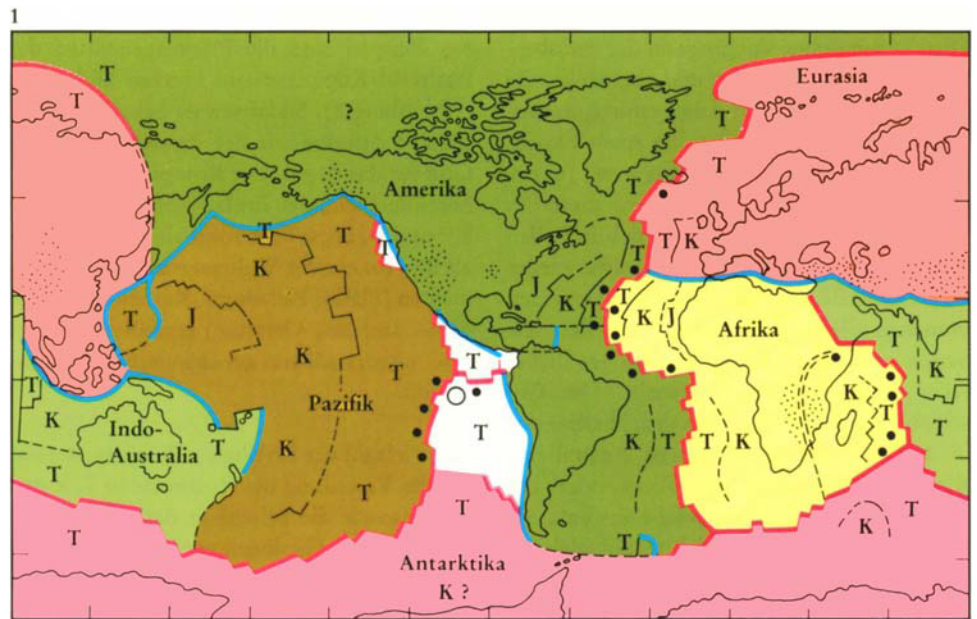 1
T Eurasia
T
? T
T
Amerika T
T T T T K
T
K
J T T
K T K J K
T J Afrika
K T
T
T K
Pazifik
K T
T
Indo-
T K T T K
Australia
T K T T T
K
T T
Antarktika T
K ?